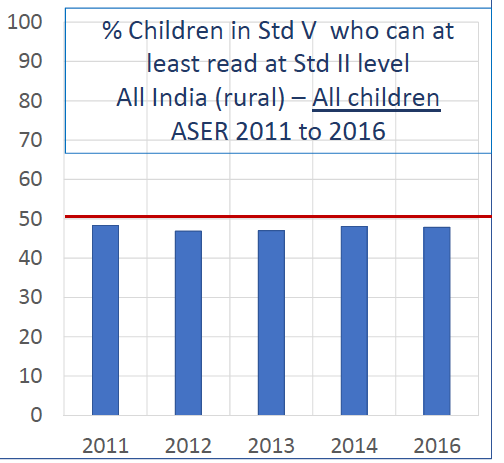 % Children in Std V who can at
least read at Std II level
All India (rural) – All children
ASER 2011 to 2016
100
90
80
70
60
50
40
30
20
10
0
2011 2012 2013 2014 2016